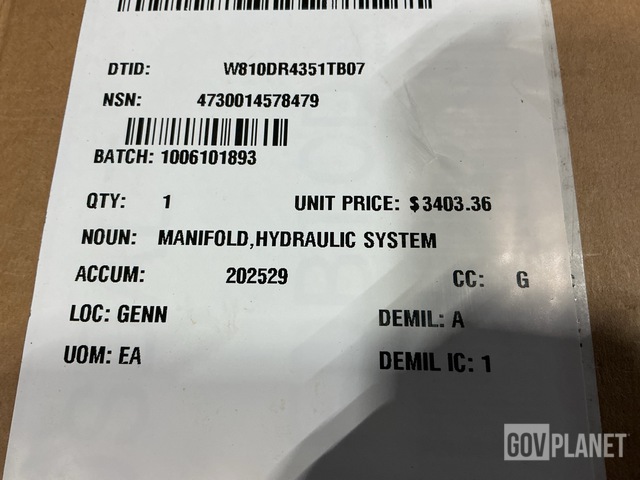 DTID: W810DR4351TB07
NSN: 4730014578479
BATCH: 1006101893
QTY: 1 UNIT PRICE: $3403.36
NOUN: MANIFOLD,HYDRAULIC SYSTEM
ACCUM: 202529 CC: G
LOC: GENN DEMIL: A
UOM: EA DEMIL IC: 1
GOVPLANET